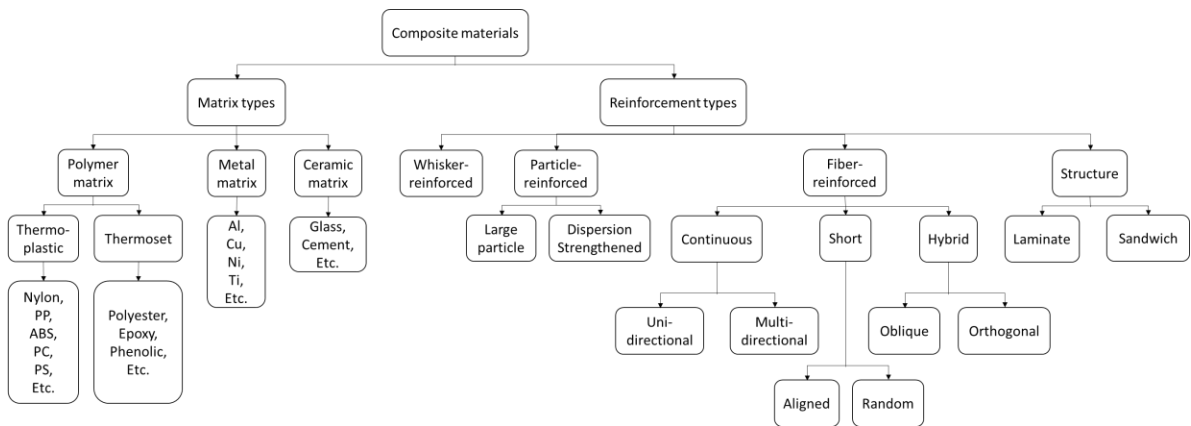 Composite materials
Matrix types
Reinforcement types
Polymer
matrix
Metal
matrix
Ceramic
matrix
Whisker-
reinforced
Particle-
reinforced
Fiber-
reinforced
Structure
Thermo-
plastic
Thermoset
Al,
Cu,
Ni,
Ti,
Etc.
Glass,
Cement,
Etc.
Large
particle
Dispersion
Strengthened
Continuous
Short
Hybrid
Laminate
Sandwich
Nylon,
PP,
ABS,
PC,
PS,
Etc.
Polyester,
Epoxy,
Phenolic,
Etc.
Uni-
directional
Multi-
directional
Oblique
Orthogonal
Aligned
Random